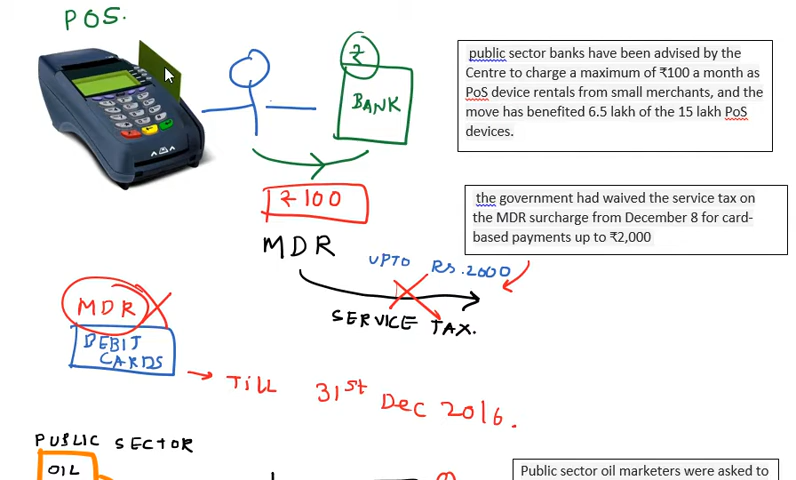 POS.
₹
BANK
public sector banks have been advised by the
Centre to charge a maximum of ₹100 a month as
PoS device rentals from small merchants, and the
move has benefited 6.5 lakh of the 15 lakh PoS
devices.
₹100
MDR
the government had waived the service tax on
the MDR surcharge from December 8 for card-
based payments up to ₹2,000
UPTO Rs.2000
SERVICE TAX.
MDR
DEBIT
CARDS
TILL 31st Dec 2016.
PUBLIC SECTOR
OIL
Public sector oil marketers were asked to